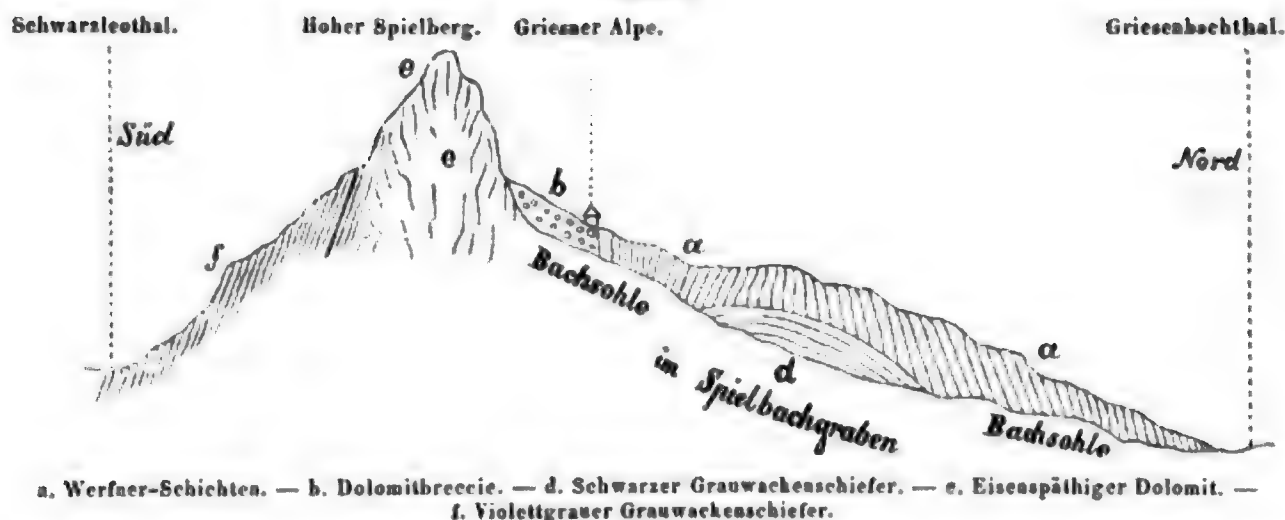 Schwarzleothal. Hoher Spielberg. Griesner Alpe. Griesenbachthal.
e
Süd
Nord
e
b
a
f
Bachsohle
a
im Spielbachgraben
d
Bachsohle
a. Werfner-Schichten. — b. Dolomitbreccie. — d. Schwarzer Grauwackenschiefer. — e. Eisenspäthiger Dolomit. —
f. Violettgrauer Grauwackenschiefer.